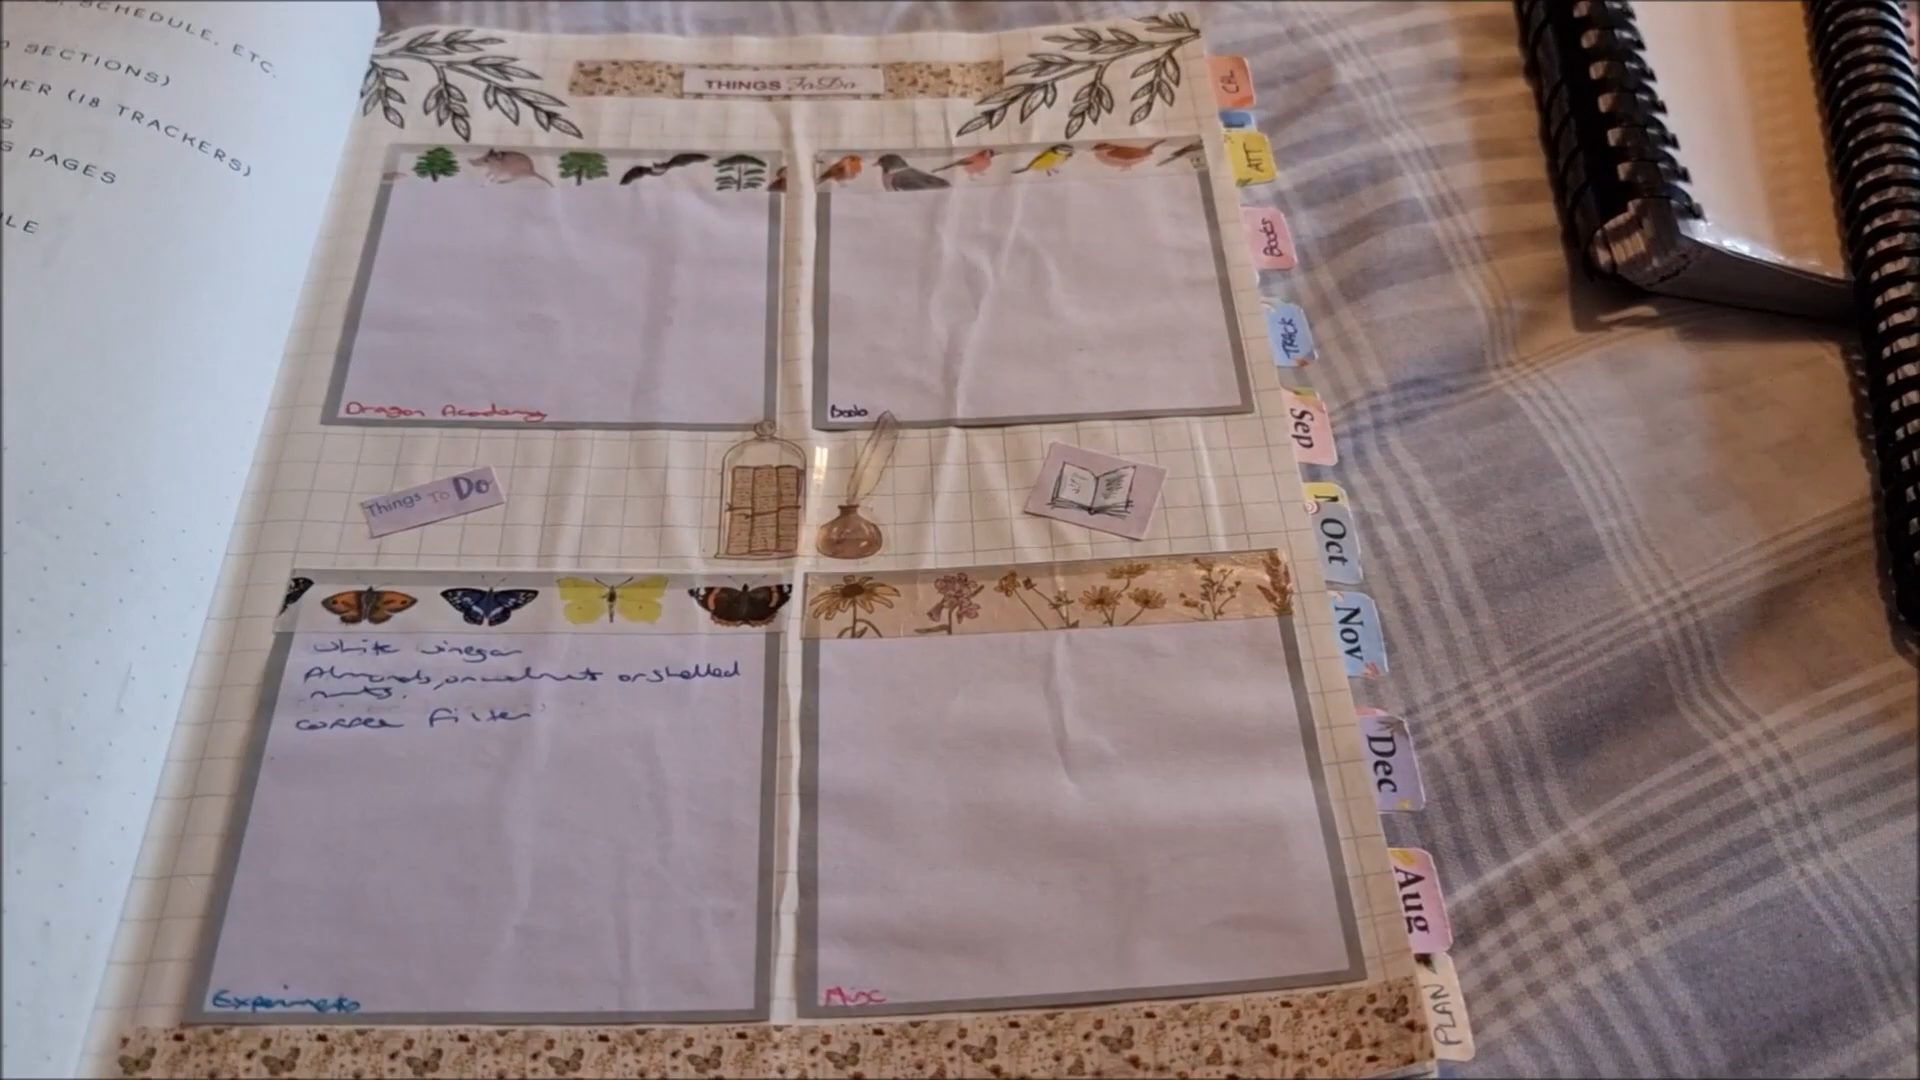 SCHEDULE, ETC.
SECTIONS)
KER (18 TRACKERS)
S
G PAGES
LE
THINGS To Do
CAL
ATT
Books
TRACK
Sep
Oct
Nov
Dec
Aug
PLAN
Dragon Academy
Books
Things To Do
white vinegar
Almonds, or walnuts or shelled
nuts.
coffee filter
Experiments
Misc